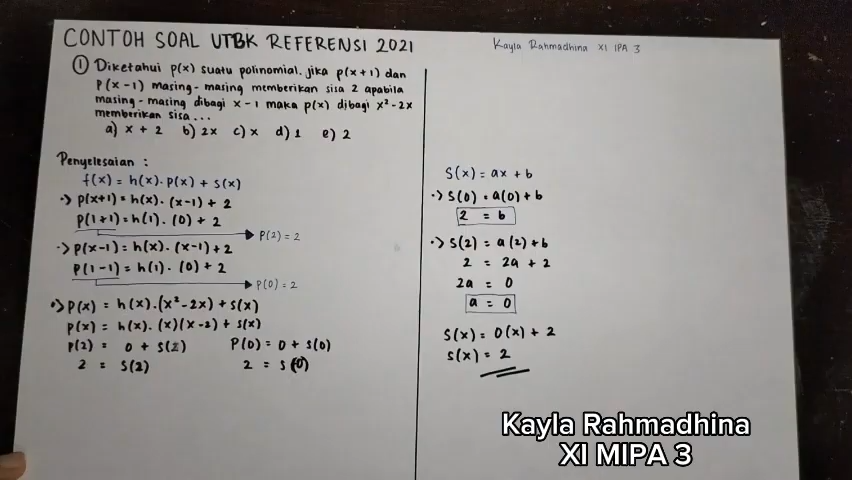 CONTOH SOAL UTBK REFERENSI 2021
Kayla Rahmadhina XI IPA 3
① Diketahui p(x) suatu polinomial. jika p(x+1) dan
P(x-1) masing-masing memberikan sisa 2 apabila
masing-masing dibagi x-1 maka p(x) dibagi x²-2x
memberikan sisa...
a) x + 2 b) 2x c) x d) 1 e) 2
Penyelesaian :
f(x) = h(x). p(x) + s(x)
·> p(x+1) = h(x). (x-1) + 2
p(1+1) = h(1). (0) + 2
P(2) = 2
·> p(x-1) = h(x). (x-1) + 2
p(1-1) = h(1). (0) + 2
P(0) = 2
·> p(x) = h(x).(x²-2x) + s(x)
p(x) = h(x). (x)(x-2) + s(x)
p(2) = 0 + s(2) P(0) = 0 + s(0)
2 = s(2) 2 = s(0)
S(x) = ax + b
·> S(0) = a(0) + b
2 = b
·> S(2) = a(2) + b
2 = 2a + 2
2a = 0
a = 0
S(x) = 0(x) + 2
s(x) = 2
Kayla Rahmadhina
XI MIPA 3